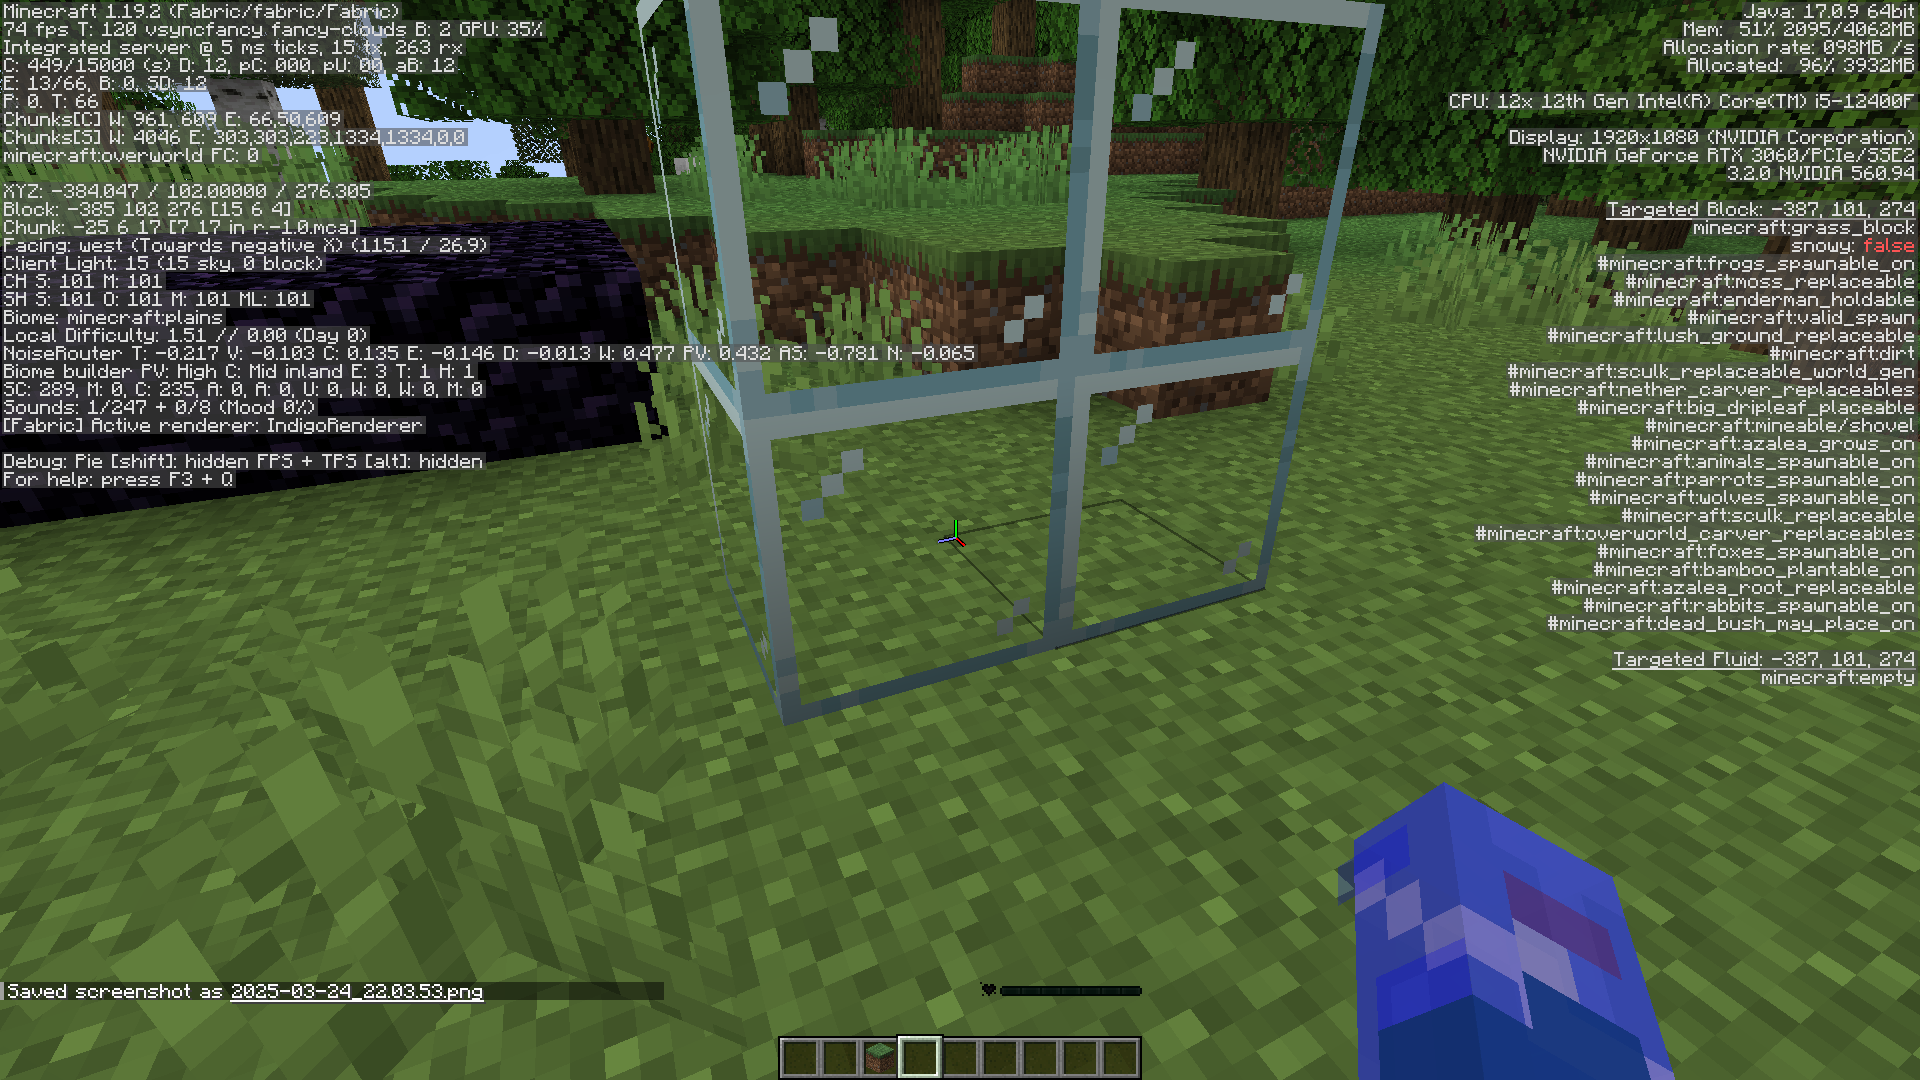 Minecraft 1.19.2 (Fabric/fabric/Fabric)
74 fps T: 120 vsyncfancy fancy-clouds B: 2 GPU: 35%
Integrated server @ 5 ms ticks, 15 tx, 263 rx
C: 449/15000 (s) D: 12, pC: 000, pU: 00, aB: 12
E: 13/66, B: 0, SD: 12
P: 0. T: 66
Chunks[C] W: 961, 609 E: 66,50,609
Chunks[S] W: 4046 E: 303,303,223,1334,1334,0,0
minecraft:overworld FC: 0
XYZ: -384.047 / 102.00000 / 276.305
Block: -385 102 276 [15 6 4]
Chunk: -25 6 17 [7 17 in r.-1.0.mca]
Facing: west (Towards negative X) (115.1 / 26.9)
Client Light: 15 (15 sky, 0 block)
CH S: 101 M: 101
SH S: 101 O: 101 M: 101 ML: 101
Biome: minecraft:plains
Local Difficulty: 1.51 // 0.00 (Day 0)
NoiseRouter T: -0.217 V: -0.103 C: 0.135 E: -0.146 D: -0.013 W: 0.477 PV: 0.432 AS: -0.781 N: -0.065
Biome builder PV: High C: Mid inland E: 3 T: 1 H: 1
SC: 289, M: 0, C: 235, A: 0, A: 0, U: 0, W: 0, W: 0, M: 0
Sounds: 1/247 + 0/8 (Mood 0%)
[Fabric] Active renderer: IndigoRenderer
Debug: Pie [shift]: hidden FPS + TPS [alt]: hidden
For help: press F3 + Q
Java: 17.0.9 64bit
Mem: 51% 2095/4062MB
Allocation rate: 098MB /s
Allocated: 96% 3932MB
CPU: 12x 12th Gen Intel(R) Core(TM) i5-12400F
Display: 1920x1080 (NVIDIA Corporation)
NVIDIA GeForce RTX 3060/PCIe/SSE2
3.2.0 NVIDIA 560.94
Targeted Block: -387, 101, 274
minecraft:grass_block
snowy: false
#minecraft:frogs_spawnable_on
#minecraft:moss_replaceable
#minecraft:enderman_holdable
#minecraft:valid_spawn
#minecraft:lush_ground_replaceable
#minecraft:dirt
#minecraft:sculk_replaceable_world_gen
#minecraft:nether_carver_replaceables
#minecraft:big_dripleaf_placeable
#minecraft:mineable/shovel
#minecraft:azalea_grows_on
#minecraft:animals_spawnable_on
#minecraft:parrots_spawnable_on
#minecraft:wolves_spawnable_on
#minecraft:sculk_replaceable
#minecraft:overworld_carver_replaceables
#minecraft:foxes_spawnable_on
#minecraft:bamboo_plantable_on
#minecraft:azalea_root_replaceable
#minecraft:rabbits_spawnable_on
#minecraft:dead_bush_may_place_on
Targeted Fluid: -387, 101, 274
minecraft:empty
Saved screenshot as 2025-03-24_22.03.53.png